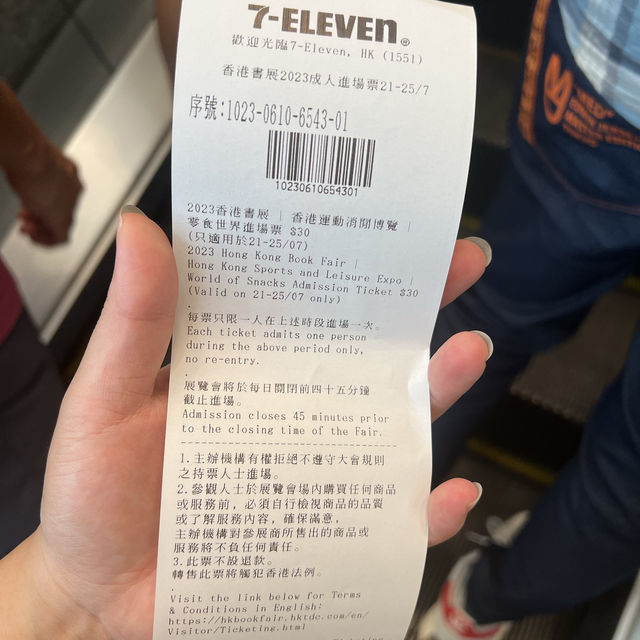 7-ELEVEn®
歡迎光臨7-Eleven, HK (1551)
香港書展2023成人進場票21-25/7
序號:1023-0610-6543-01
10230610654301
2023香港書展 | 香港運動消閒博覽 |
零食世界進場票 $30
(只適用於21-25/07)
2023 Hong Kong Book Fair |
Hong Kong Sports and Leisure Expo |
World of Snacks Admission Ticket $30
(Valid on 21-25/07 only)
.
每票只限一人在上述時段進場一次。
Each ticket admits one person
during the above period only,
no re-entry.
.
展覽會將於每日關閉前四十五分鐘
截止進場。
Admission closes 45 minutes prior
to the closing time of the Fair.
--------------------------------
1.主辦機構有權拒絕不遵守大會規則
之持票人士進場。
2.參觀人士於展覽會場內購買任何商品
或服務前，必須自行檢視商品的品質
或了解服務內容，確保滿意，
主辦機構對參展商所售出的商品或
服務將不負任何責任。
3.此票不設退款。
轉售此票將觸犯香港法例。
.
Visit the link below for Terms
& Conditions in English:
https://hkbookfair.hktdc.com/en/
Visitor/Ticketing.html